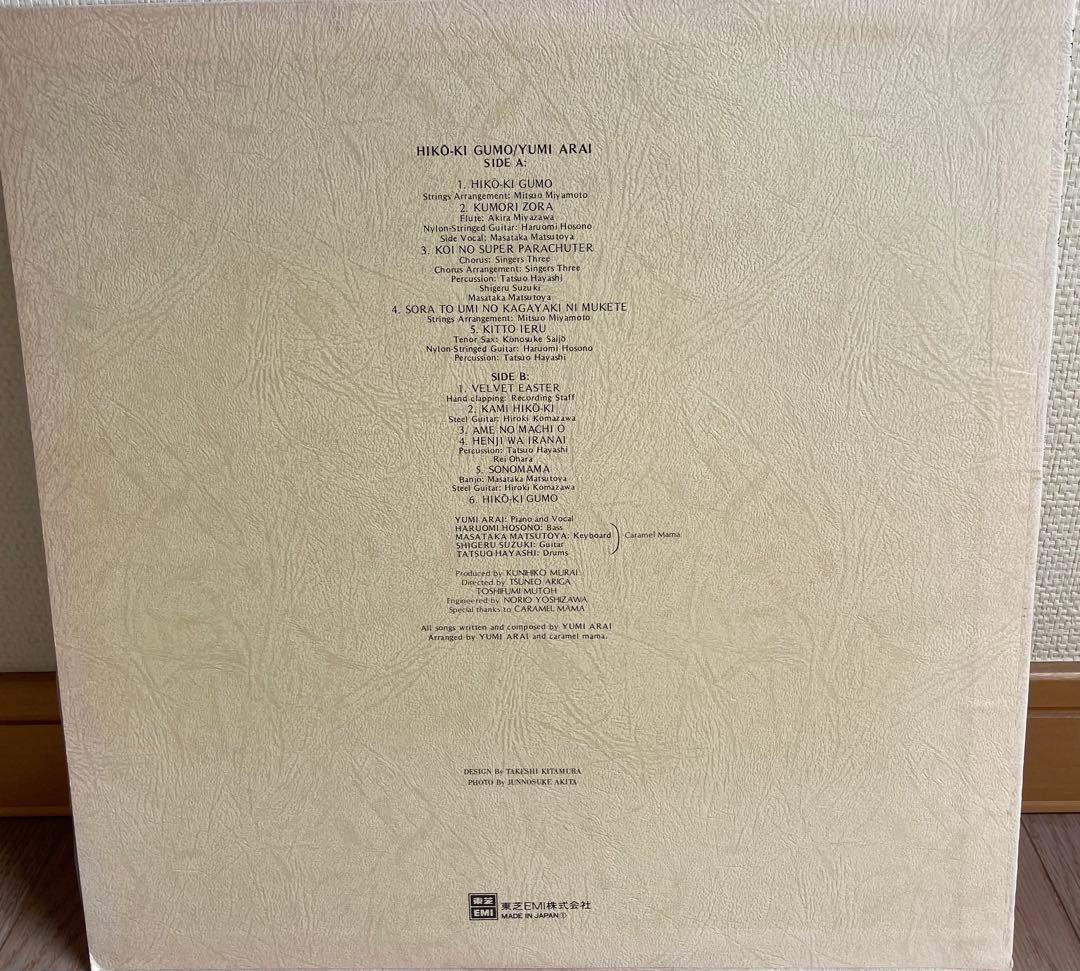 HIKŌ-KI GUMO/YUMI ARAI
SIDE A:
1. HIKŌ-KI GUMO
Strings Arrangement: Mitsuo Miyamoto
2. KUMORI ZORA
Flute: Akira Miyazawa
Nylon-Stringed Guitar: Haruomi Hosono
Side Vocal: Masataka Matsutoya
3. KOI NO SUPER PARACHUTER
Chorus: Singers Three
Chorus Arrangement: Singers Three
Percussion: Tatsuo Hayashi
Shigeru Suzuki
Masataka Matsutoya
4. SORA TO UMI NO KAGAYAKI NI MUKETE
Strings Arrangement: Mitsuo Miyamoto
5. KITTO IERU
Tenor Sax: Konosuke Saijō
Nylon-Stringed Guitar: Haruomi Hosono
Percussion: Tatsuo Hayashi
SIDE B:
1. VELVET EASTER
Hand clapping: Recording Staff
2. KAMI HIKŌ-KI
Steel Guitar: Hiroki Komazawa
3. AME NO MACHI O
4. HENJI WA IRANAI
Percussion: Tatsuo Hayashi
Rei Ohara
5. SONOMAMA
Banjo: Masataka Matsutoya
Steel Guitar: Hiroki Komazawa
6. HIKŌ-KI GUMO
YUMI ARAI: Piano and Vocal
HARUOMI HOSONO: Bass
MASATAKA MATSUTOYA: Keyboard
SHIGERU SUZUKI: Guitar
TATSUO HAYASHI: Drums
Caramel Mama
Produced by KUNIHIKO MURAI
Directed by TSUNEO ARIGA
TOSHIFUMI MUTOH
Engineered by NORIO YOSHIZAWA
Special thanks to CARAMEL MAMA
All songs written and composed by YUMI ARAI
Arranged by YUMI ARAI and caramel mama.
DESIGN By TAKESHI KITAMURA
PHOTO By JUNNOSUKE AKITA
東芝
EMI
東芝EMI株式会社
MADE IN JAPAN①